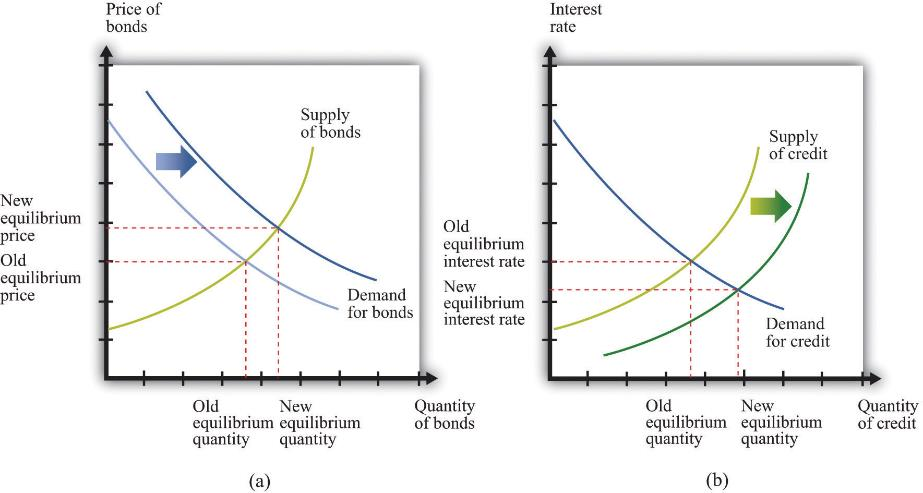 Price of
bonds
Supply
of bonds
New
equilibrium
price
Old
equilibrium
price
Demand
for bonds
Old
equilibrium
quantity
New
equilibrium
quantity
Quantity
of bonds
(a)
Interest
rate
Supply
of credit
Old
equilibrium
interest rate
New
equilibrium
interest rate
Demand
for credit
Old
equilibrium
quantity
New
equilibrium
quantity
Quantity
of credit
(b)